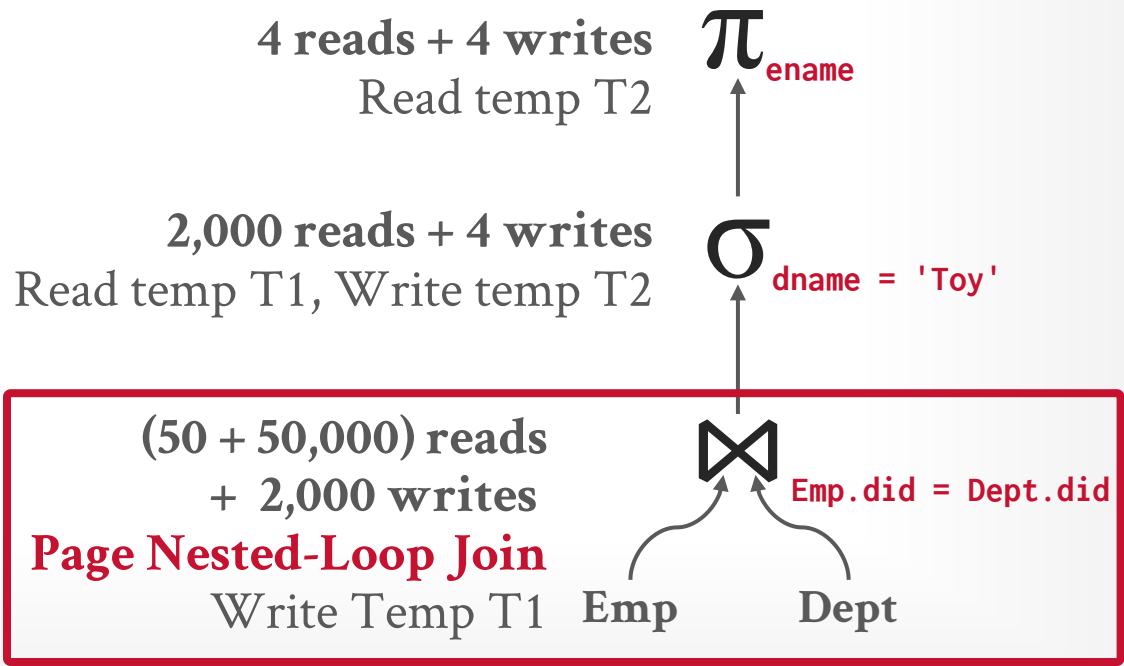 4 reads + 4 writes
π ename
Read temp T2
2,000 reads + 4 writes
σ dname = 'Toy'
Read temp T1, Write temp T2
(50 + 50,000) reads
+ 2,000 writes
⋈ Emp.did = Dept.did
Page Nested-Loop Join
Write Temp T1
Emp
Dept